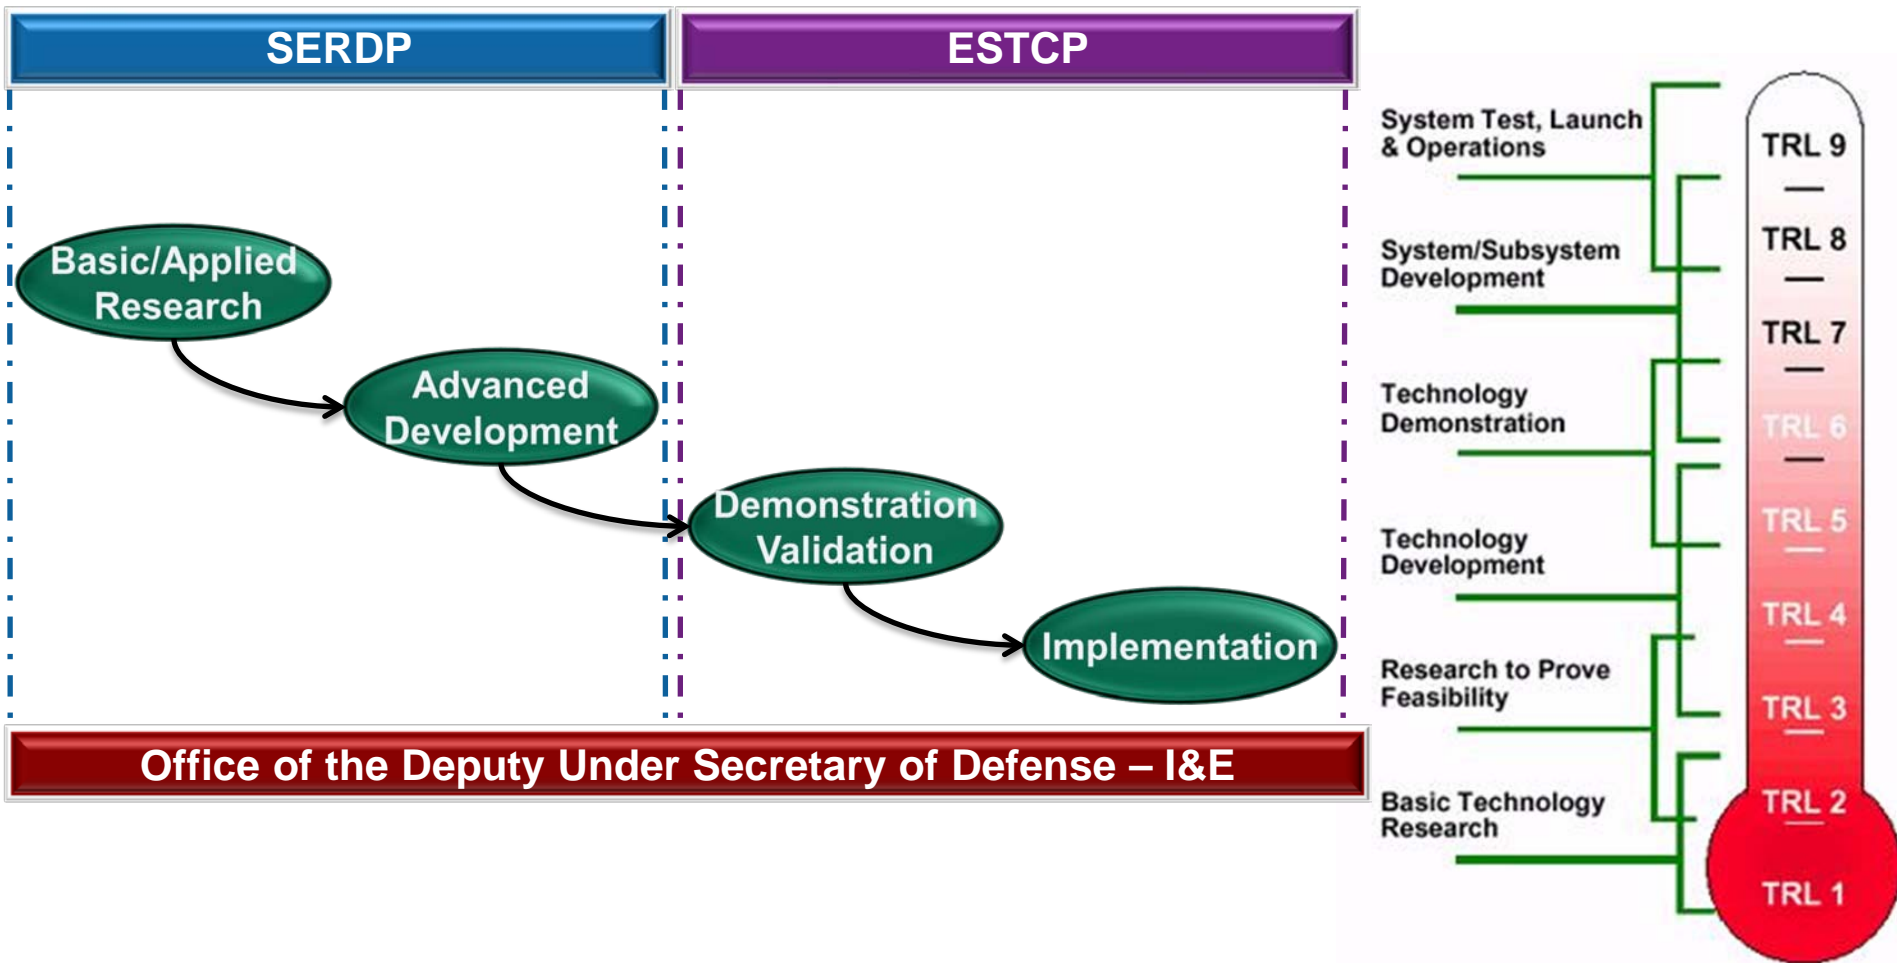 SERDP
ESTCP
Basic/Applied
Research
Advanced
Development
Demonstration
Validation
Implementation
Office of the Deputy Under Secretary of Defense – I&E
System Test, Launch
& Operations
System/Subsystem
Development
Technology
Demonstration
Technology
Development
Research to Prove
Feasibility
Basic Technology
Research
TRL 9
TRL 8
TRL 7
TRL 6
TRL 5
TRL 4
TRL 3
TRL 2
TRL 1